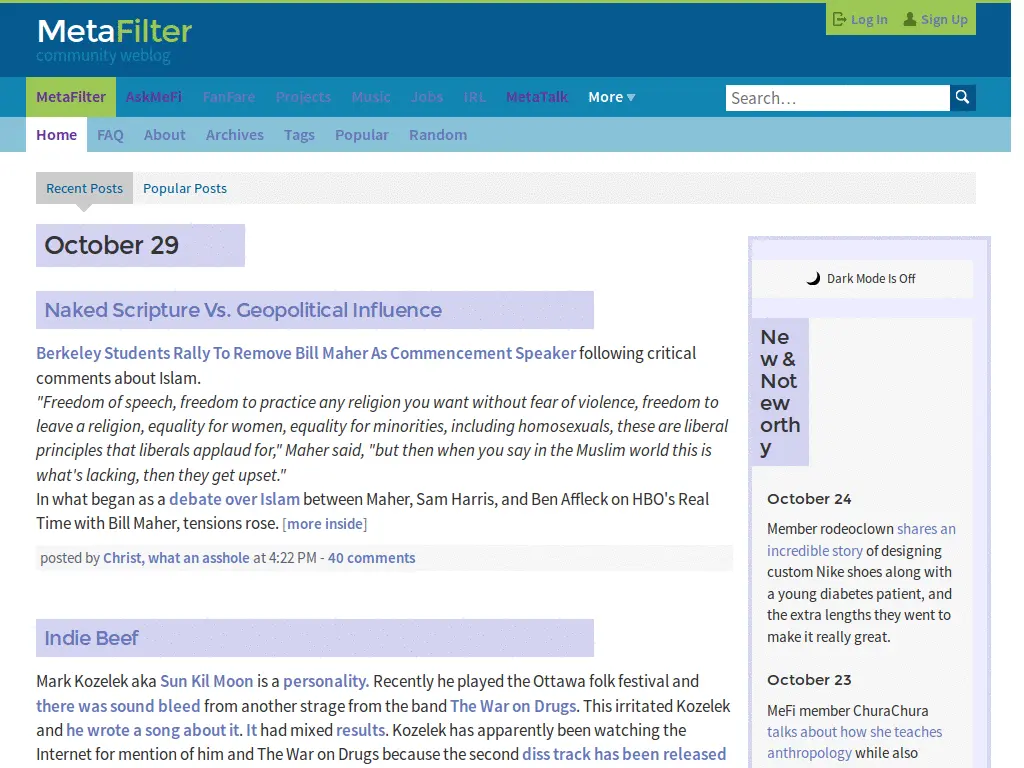 MetaFilter
community weblog
Log In Sign Up
MetaFilter AskMeFi FanFare Projects Music Jobs IRL MetaTalk More
Search…
Home FAQ About Archives Tags Popular Random
Recent Posts Popular Posts
October 29
Naked Scripture Vs. Geopolitical Influence
Berkeley Students Rally To Remove Bill Maher As Commencement Speaker following critical
comments about Islam.
"Freedom of speech, freedom to practice any religion you want without fear of violence, freedom to
leave a religion, equality for women, equality for minorities, including homosexuals, these are liberal
principles that liberals applaud for," Maher said, "but then when you say in the Muslim world this is
what's lacking, then they get upset."
In what began as a debate over Islam between Maher, Sam Harris, and Ben Affleck on HBO's Real
Time with Bill Maher, tensions rose. [more inside]
posted by Christ, what an asshole at 4:22 PM - 40 comments
Indie Beef
Mark Kozelek aka Sun Kil Moon is a personality. Recently he played the Ottawa folk festival and
there was sound bleed from another strage from the band The War on Drugs. This irritated Kozelek
and he wrote a song about it. It had mixed results. Kozelek has apparently been watching the
Internet for mention of him and The War on Drugs because the second diss track has been released
Dark Mode Is Off
Ne
w &
Not
ew
orth
y
October 24
Member rodeoclown shares an
incredible story of designing
custom Nike shoes along with
a young diabetes patient, and
the extra lengths they went to
make it really great.
October 23
MeFi member ChuraChura
talks about how she teaches
anthropology while also